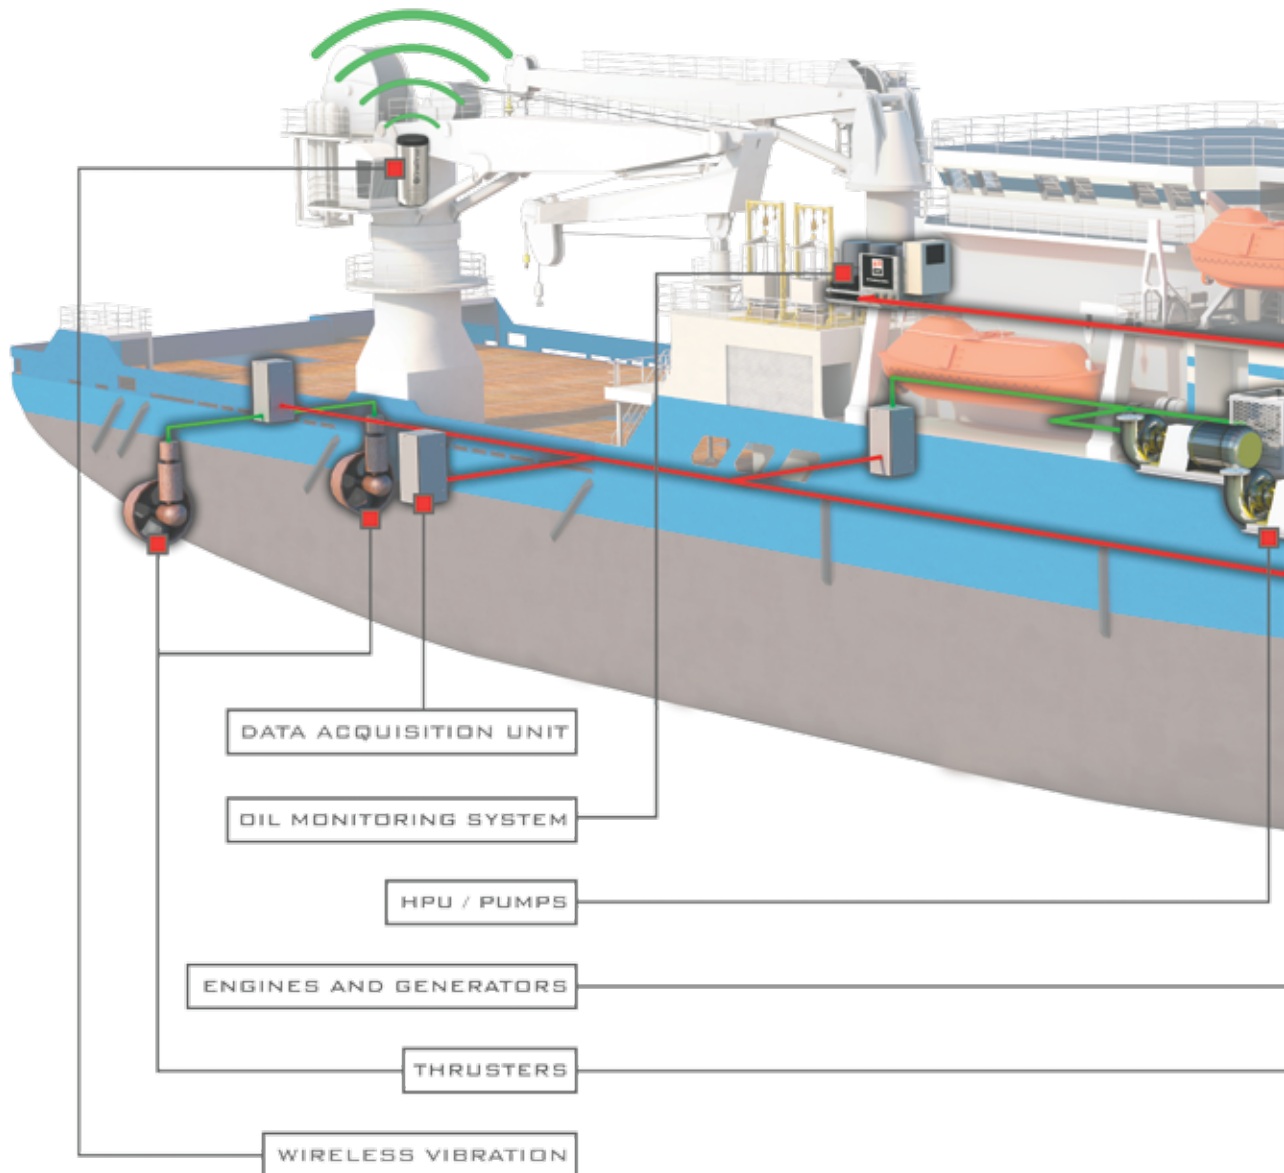 DATA ACQUISITION UNIT
OIL MONITORING SYSTEM
HPU / PUMPS
ENGINES AND GENERATORS
THRUSTERS
WIRELESS VIBRATION